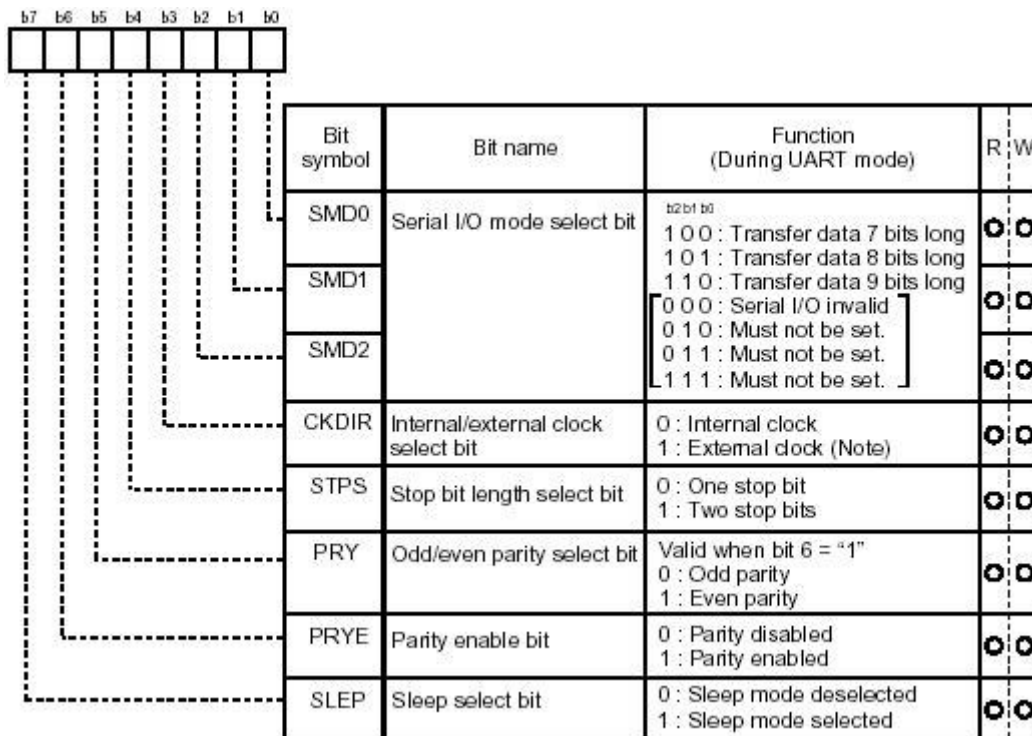 b7 b6 b5 b4 b3 b2 b1 b0
Bit symbol
Bit name
Function
(During UART mode)
R W
SMD0
Serial I/O mode select bit
b2 b1 b0
1 0 0 : Transfer data 7 bits long
1 0 1 : Transfer data 8 bits long
1 1 0 : Transfer data 9 bits long
0 0 0 : Serial I/O invalid
0 1 0 : Must not be set.
0 1 1 : Must not be set.
1 1 1 : Must not be set.
SMD1
SMD2
CKDIR
Internal/external clock
select bit
0 : Internal clock
1 : External clock (Note)
STPS
Stop bit length select bit
0 : One stop bit
1 : Two stop bits
PRY
Odd/even parity select bit
Valid when bit 6 = “1”
0 : Odd parity
1 : Even parity
PRYE
Parity enable bit
0 : Parity disabled
1 : Parity enabled
SLEP
Sleep select bit
0 : Sleep mode deselected
1 : Sleep mode selected